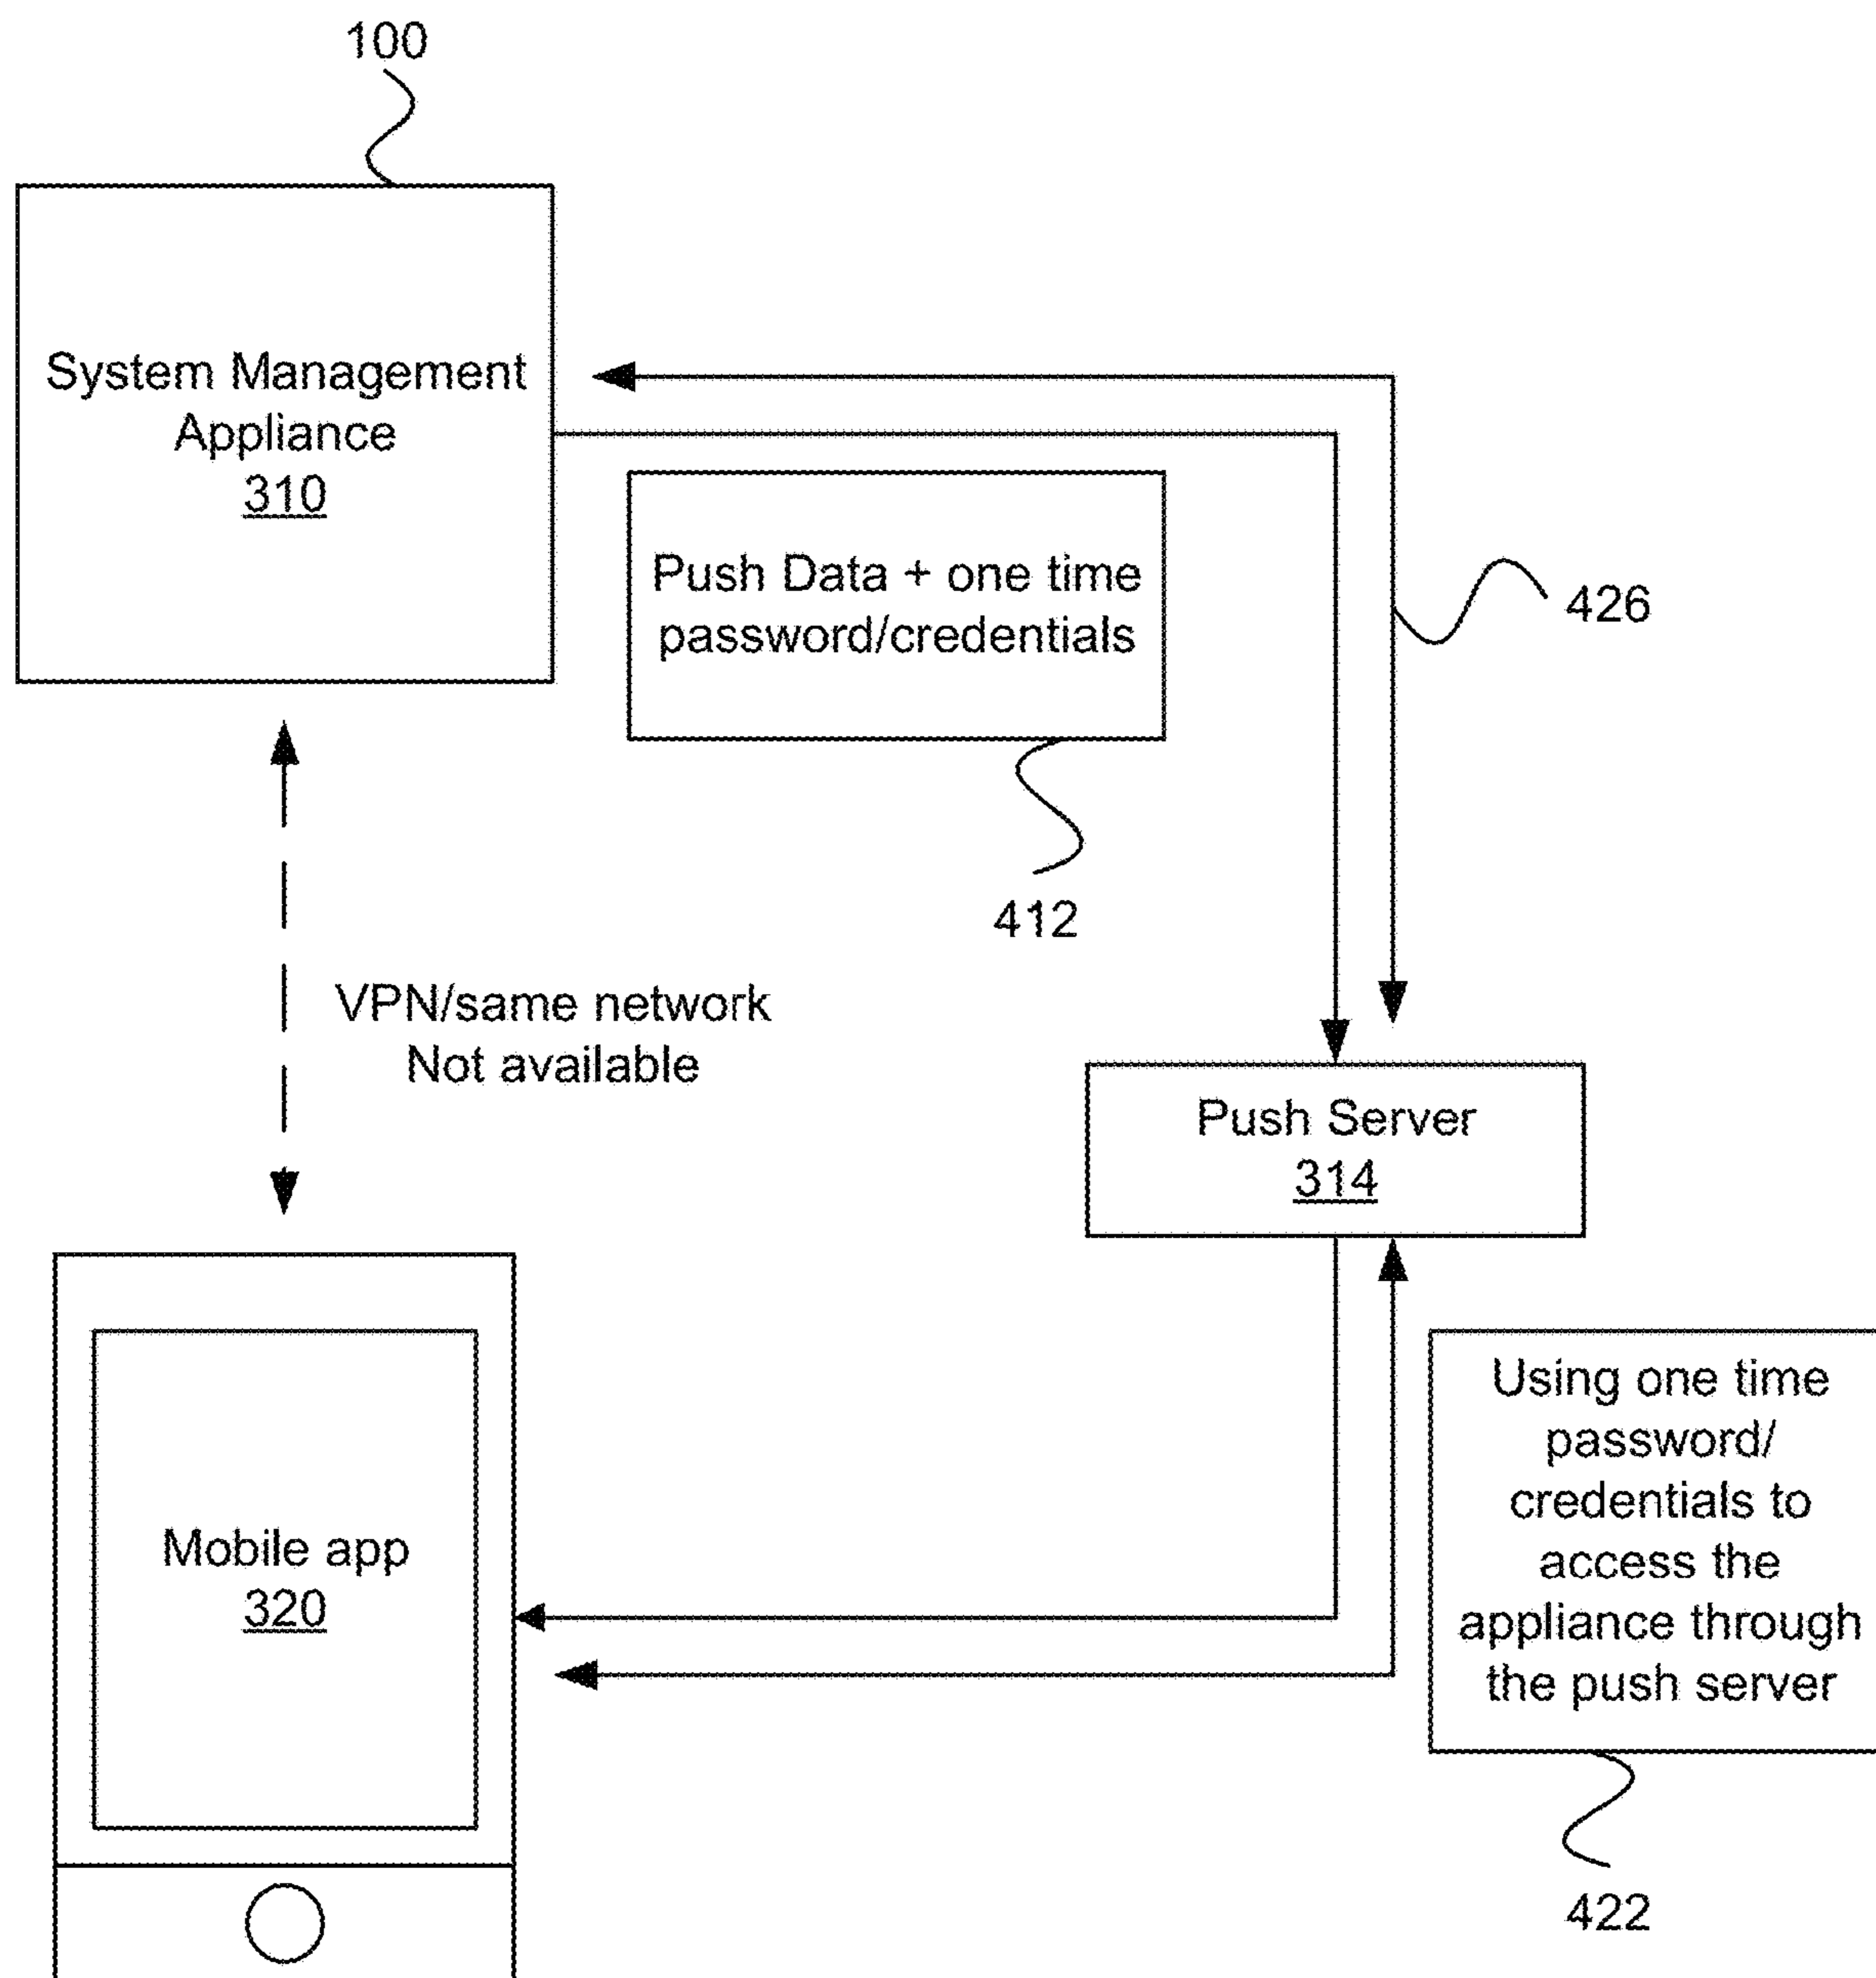 100
System Management
Appliance
310
Push Data + one time
password/credentials
426
412
VPN/same network
Not available
Push Server
314
Using one time
password/
credentials to
access the
appliance through
the push server
Mobile app
320
422